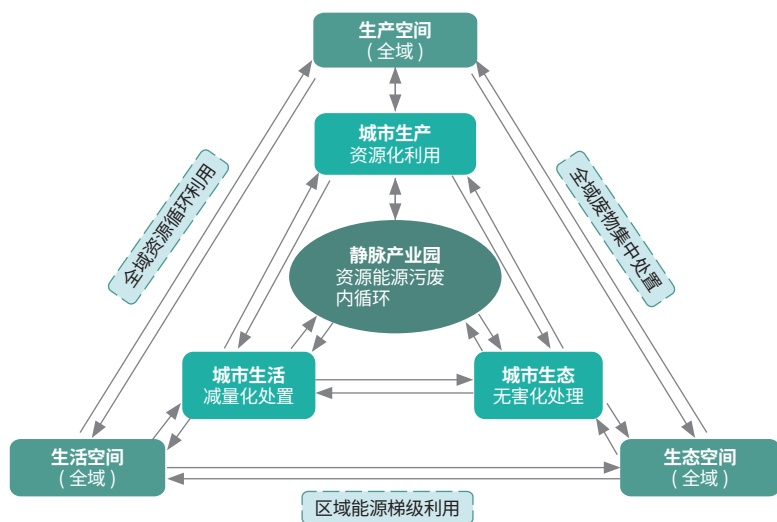 生产空间
（全域）
城市生产
资源化利用
全域资源循环利用
全域废物集中处置
静脉产业园
资源能源污废
内循环
城市生活
减量化处置
城市生态
无害化处理
生活空间
（全域）
生态空间
（全域）
区域能源梯级利用